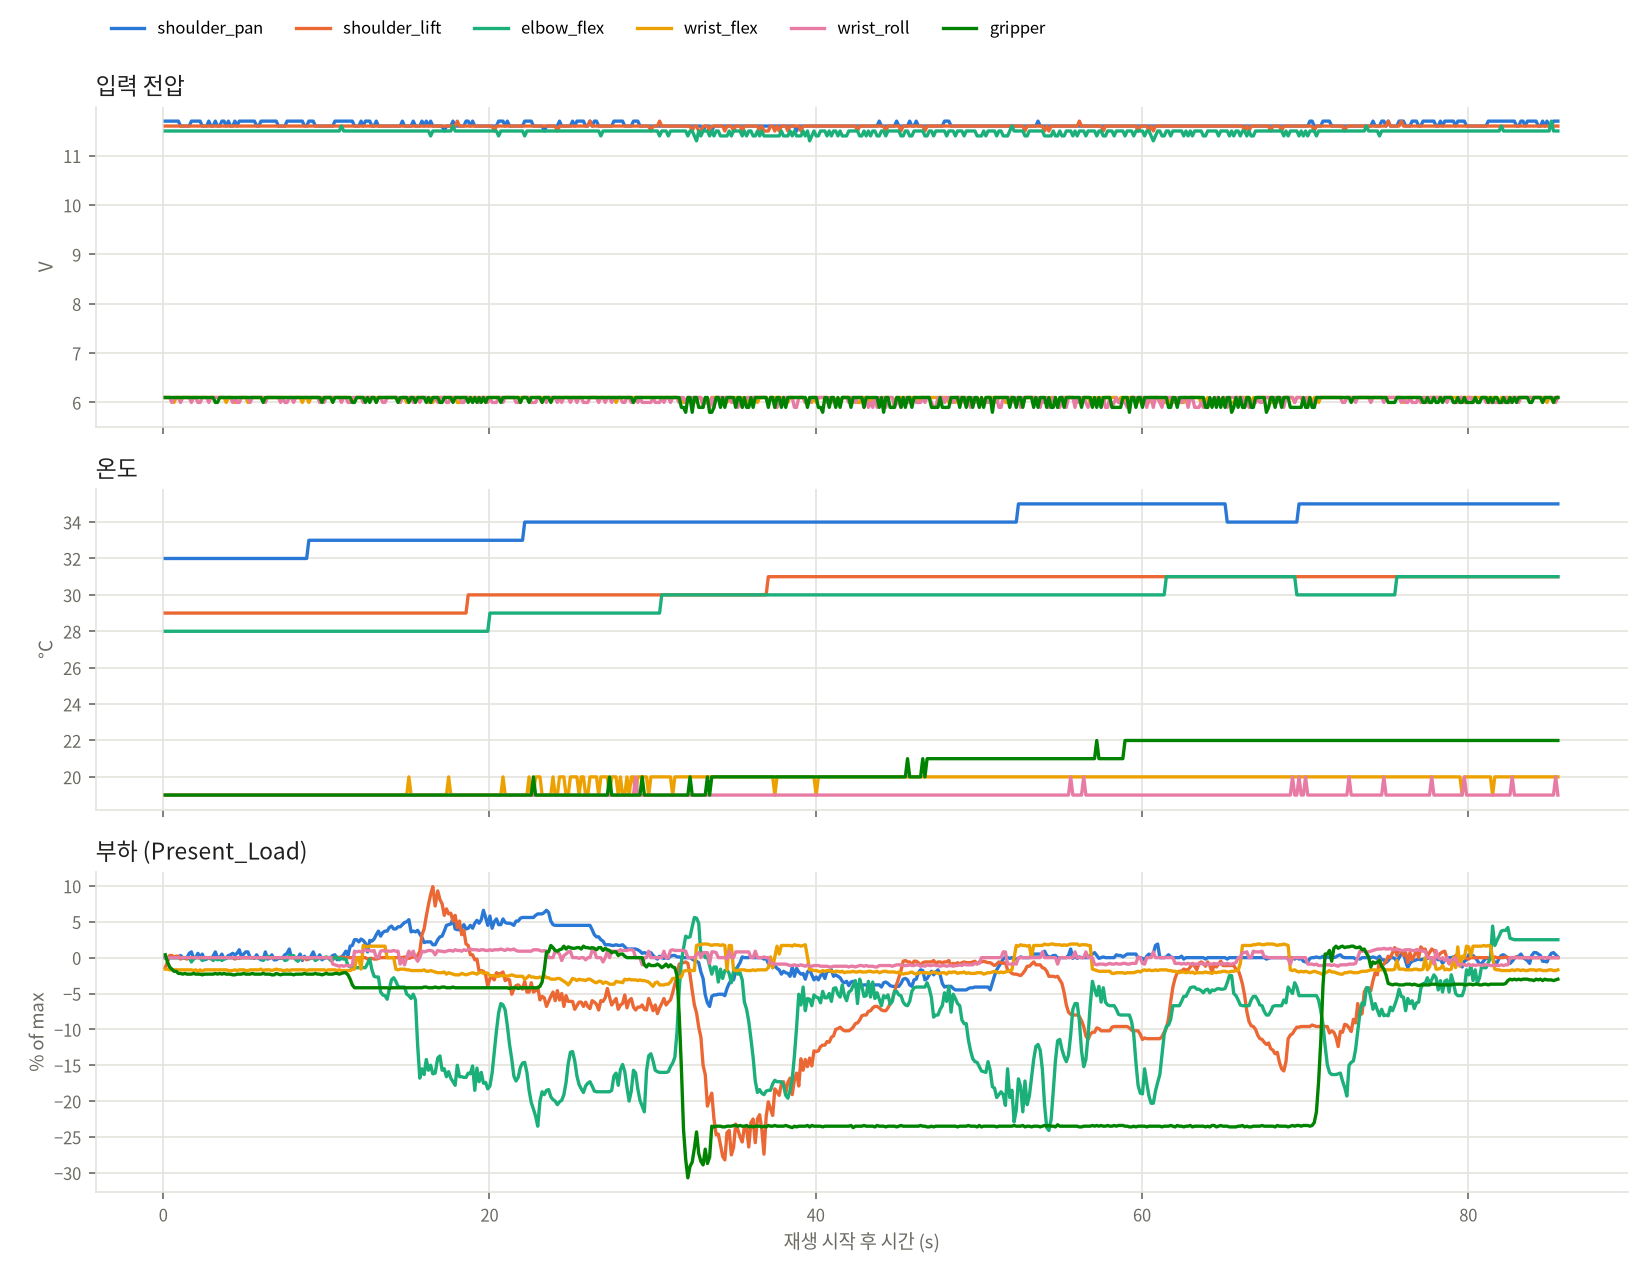 shoulder_pan shoulder_lift elbow_flex wrist_flex wrist_roll gripper
입력 전압
11
10
9
8
7
6
V
온도
34
32
30
28
26
24
22
20
°C
부하 (Present_Load)
10
5
0
−5
−10
−15
−20
−25
−30
% of max
0 20 40 60 80
재생 시작 후 시간 (s)